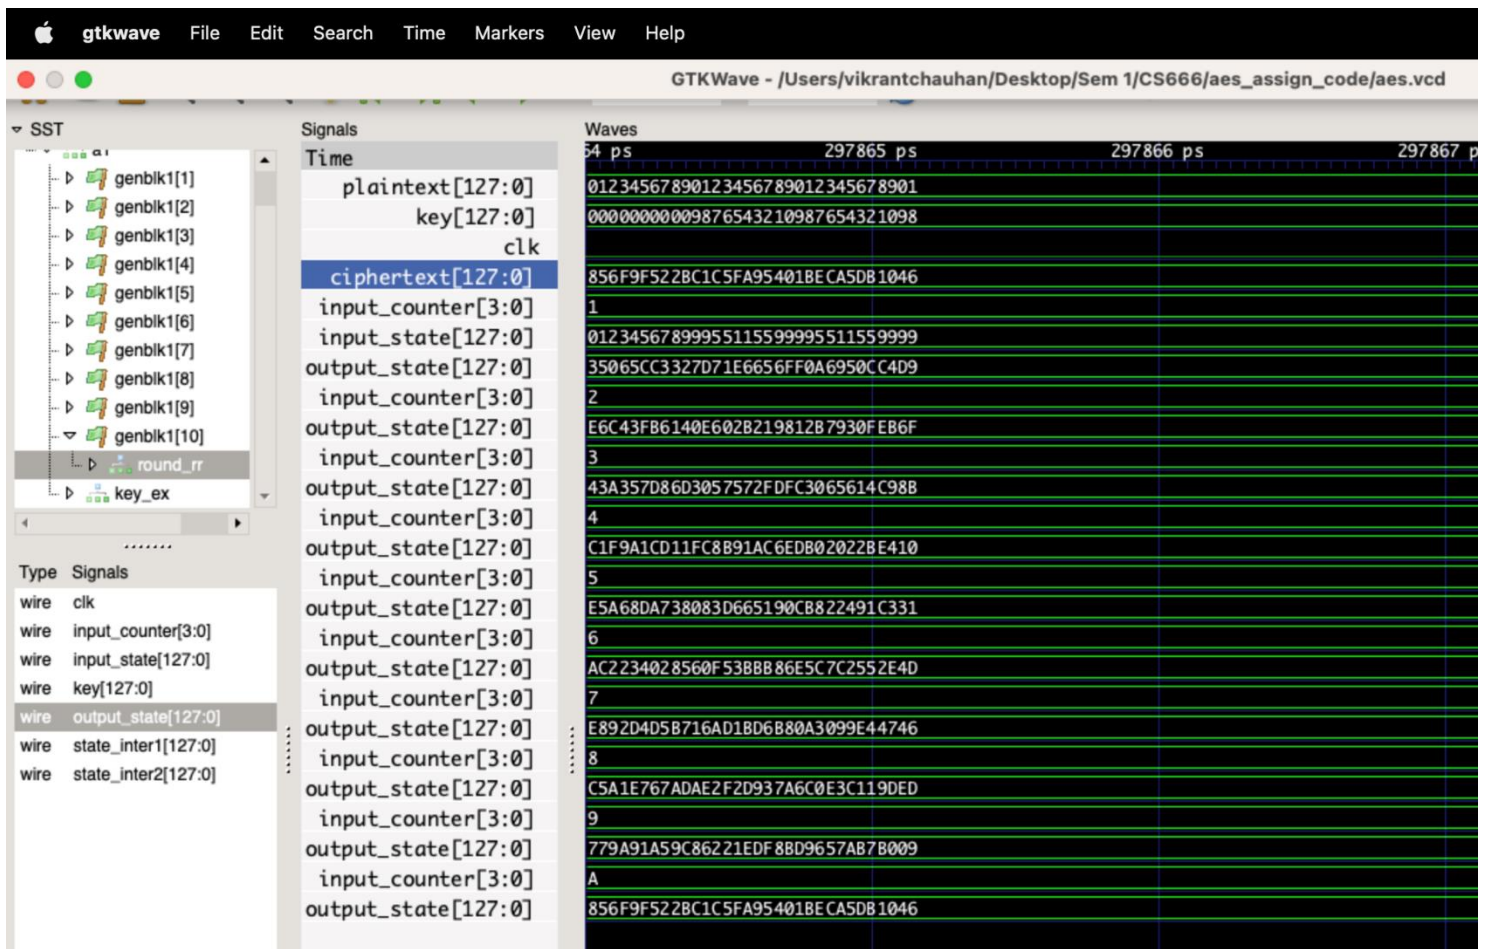 gtkwave File Edit Search Time Markers View Help
GTKWave - /Users/vikrantchauhan/Desktop/Sem 1/CS666/aes_assign_code/aes.vcd
SST
genblk1[1]
genblk1[2]
genblk1[3]
genblk1[4]
genblk1[5]
genblk1[6]
genblk1[7]
genblk1[8]
genblk1[9]
genblk1[10]
round_rr
key_ex
Type Signals
wire clk
wire input_counter[3:0]
wire input_state[127:0]
wire key[127:0]
wire output_state[127:0]
wire state_inter1[127:0]
wire state_inter2[127:0]
Signals
Time
plaintext[127:0]
key[127:0]
clk
ciphertext[127:0]
input_counter[3:0]
input_state[127:0]
output_state[127:0]
input_counter[3:0]
output_state[127:0]
input_counter[3:0]
output_state[127:0]
input_counter[3:0]
output_state[127:0]
input_counter[3:0]
output_state[127:0]
input_counter[3:0]
output_state[127:0]
input_counter[3:0]
output_state[127:0]
input_counter[3:0]
output_state[127:0]
input_counter[3:0]
output_state[127:0]
input_counter[3:0]
output_state[127:0]
Waves
54 ps 297865 ps 297866 ps 297867 p
01234567890123456789012345678901
00000000009876543210987654321098
856F9F522BC1C5FA95401BECA5DB1046
1
01234567899955115599995511559999
35065CC3327D71E6656FF0A6950CC4D9
2
E6C43FB6140E602B219812B7930FEB6F
3
43A357D86D3057572FDFC3065614C98B
4
C1F9A1CD11FC8B91AC6EDB02022BE410
5
E5A68DA738083D665190CB822491C331
6
AC2234028560F53BBB86E5C7C2552E4D
7
E892D4D5B716AD1BD6B80A3099E44746
8
C5A1E767ADAE2F2D937A6C0E3C119DED
9
779A91A59C86221EDF8BD9657AB7B009
A
856F9F522BC1C5FA95401BECA5DB1046